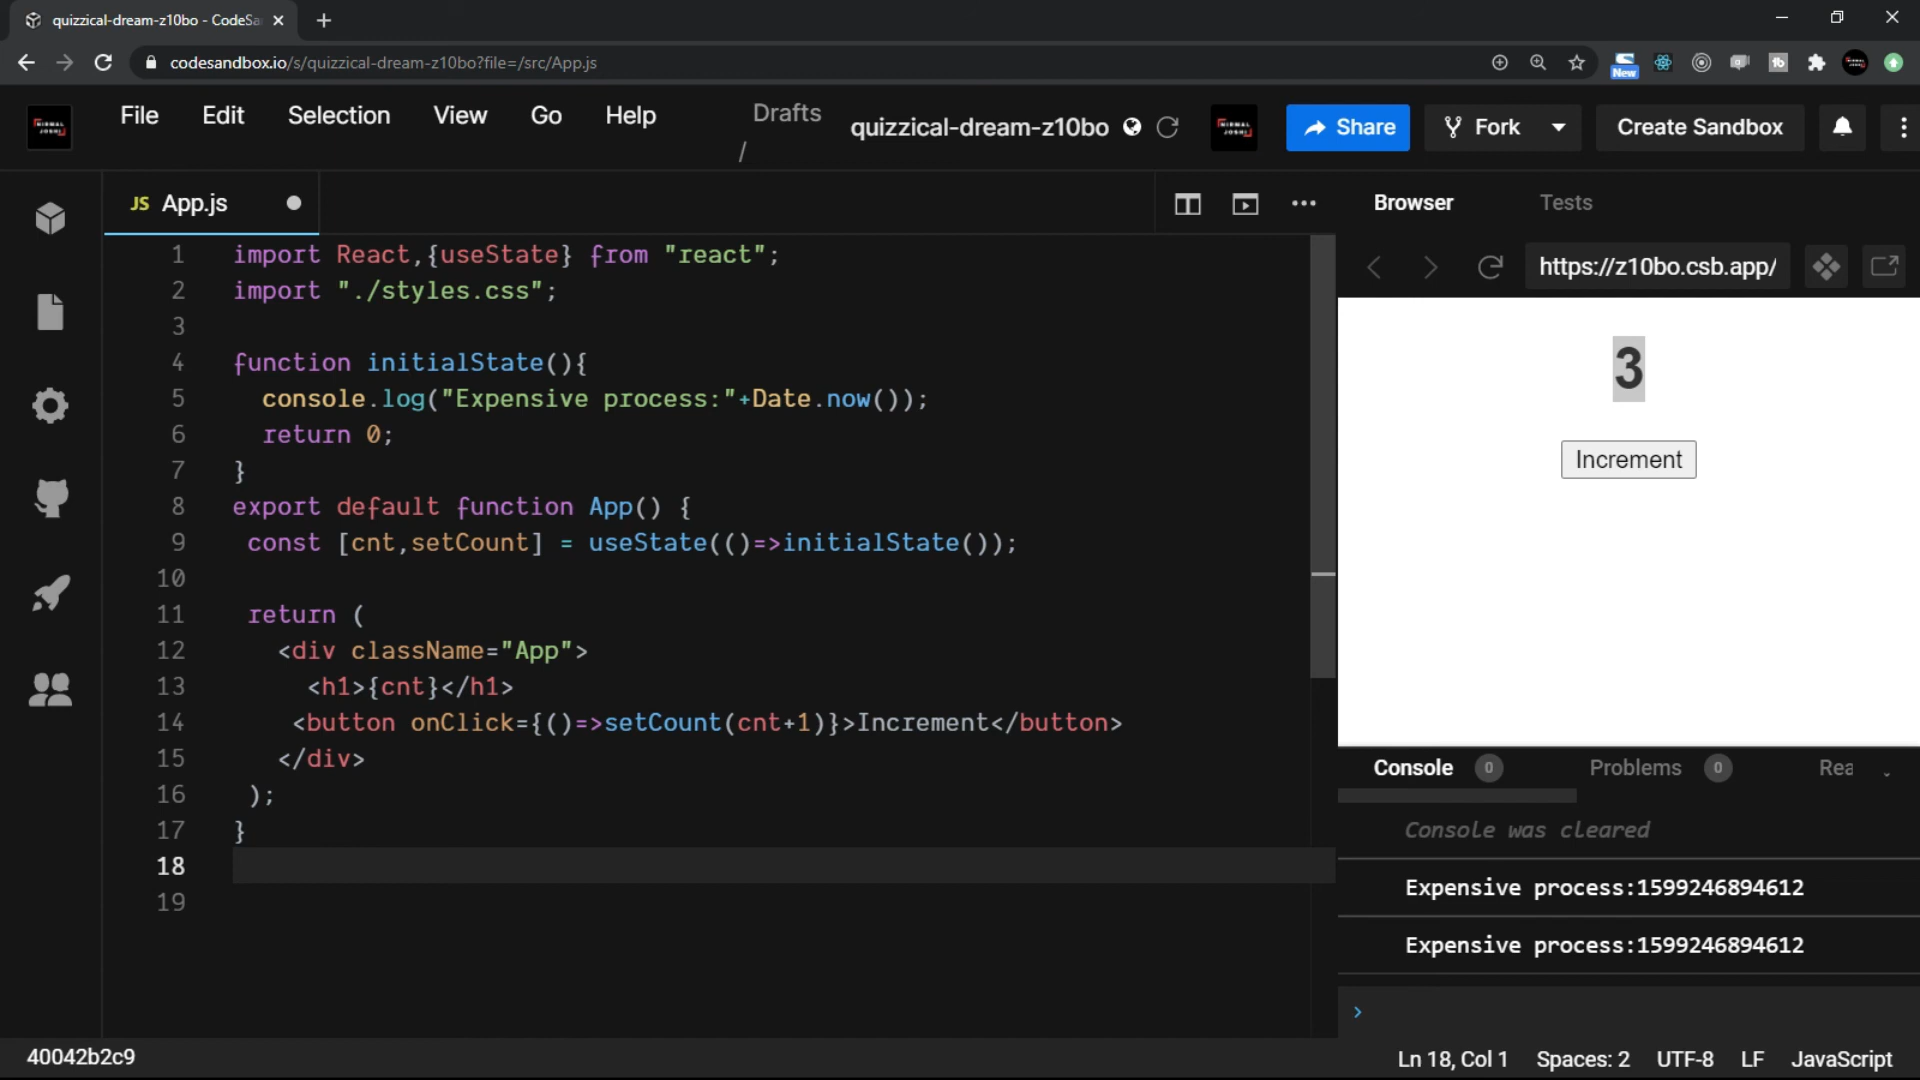 quizzical-dream-z10bo - CodeSa
codesandbox.io/s/quizzical-dream-z10bo?file=/src/App.js
New
NIRMAL JOSHI
File Edit Selection View Go Help
Drafts
/
quizzical-dream-z10bo
NIRMAL JOSHI
Share
Fork
Create Sandbox
JS App.js
Browser Tests
https://z10bo.csb.app/
1 import React,{useState} from "react";
2 import "./styles.css";
3
4 function initialState(){
5 console.log("Expensive process:"+Date.now());
6 return 0;
7 }
8 export default function App() {
9 const [cnt,setCount] = useState(()=>initialState());
10
11 return (
12 <div className="App">
13 <h1>{cnt}</h1>
14 <button onClick={()=>setCount(cnt+1)}>Increment</button>
15 </div>
16 );
17 }
18
19
3
Increment
Console 0 Problems 0 Rea
Console was cleared
Expensive process:1599246894612
Expensive process:1599246894612
40042b2c9
Ln 18, Col 1 Spaces: 2 UTF-8 LF JavaScript